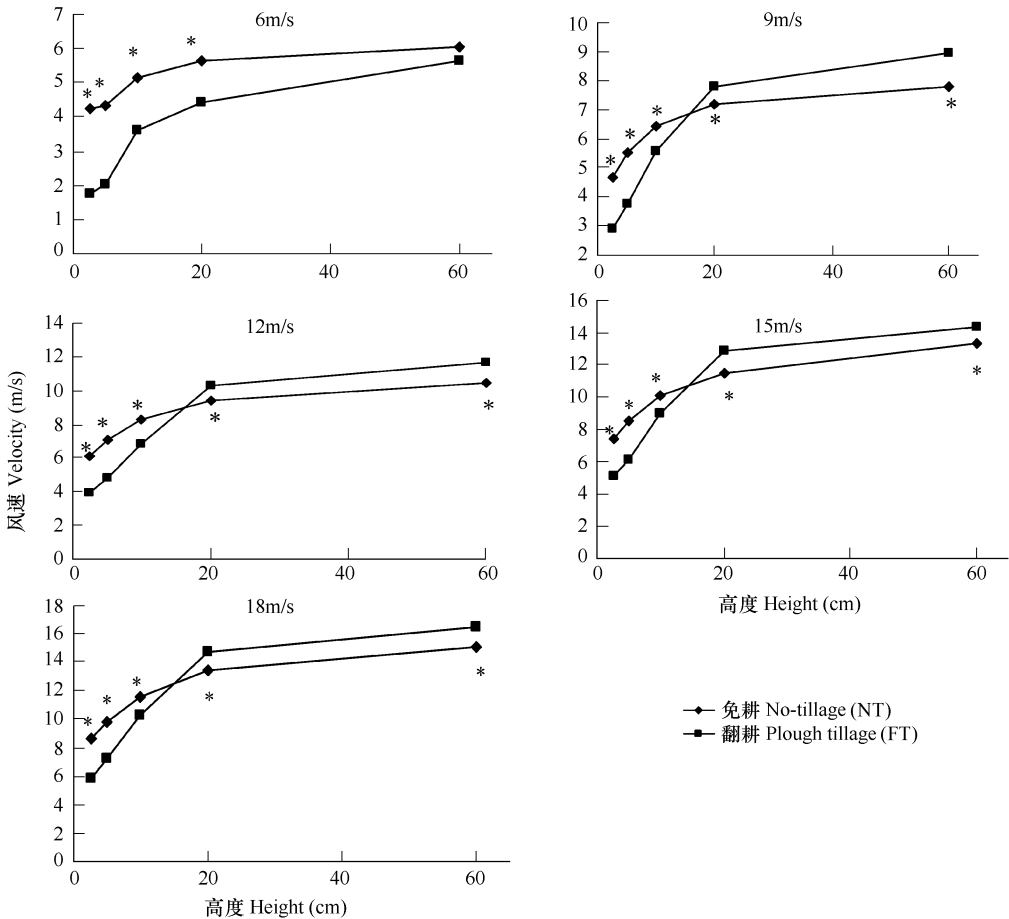 6m/s
7
6
5
4
3
2
1
0
0 20 40 60
* * * *
9m/s
10
9
8
7
6
5
4
3
2
0 20 40 60
* * * * *
12m/s
14
12
10
8
6
4
2
0
0 20 40 60
* * * * *
风速 Velocity (m/s)
15m/s
16
14
12
10
8
6
4
2
0
0 20 40 60
* * * * *
高度 Height (cm)
18m/s
18
16
14
12
10
8
6
4
2
0
0 20 40 60
* * * * *
高度 Height (cm)
免耕 No-tillage (NT)
翻耕 Plough tillage (FT)